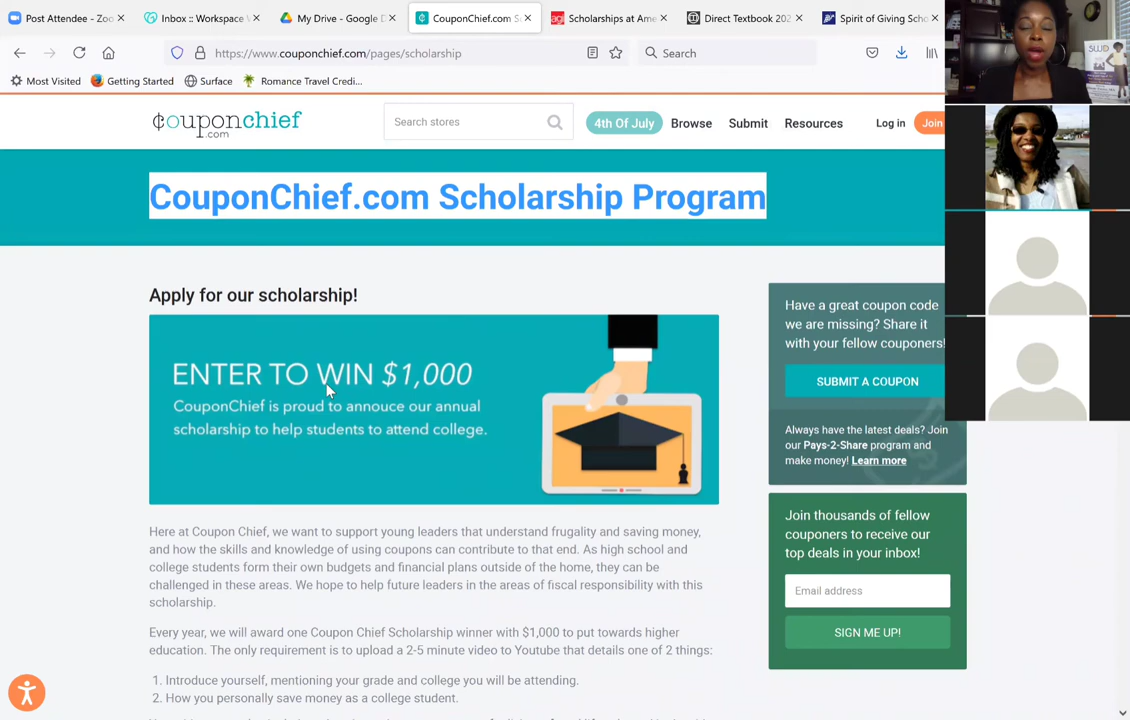 Post Attendee - Zoo
Inbox :: Workspace
My Drive - Google D
CouponChief.com Sc
Scholarships at Ame
Direct Textbook 202
Spirit of Giving Scho
https://www.couponchief.com/pages/scholarship
Search
Most Visited
Getting Started
Surface
Romance Travel Credi...
couponchief
.com
Search stores
4th Of July
Browse
Submit
Resources
Log in
Join
CouponChief.com Scholarship Program
Apply for our scholarship!
ENTER TO WIN $1,000
CouponChief is proud to annouce our annual
scholarship to help students to attend college.
Here at Coupon Chief, we want to support young leaders that understand frugality and saving money,
and how the skills and knowledge of using coupons can contribute to that end. As high school and
college students form their own budgets and financial plans outside of the home, they can be
challenged in these areas. We hope to help future leaders in the areas of fiscal responsibility with this
scholarship.
Every year, we will award one Coupon Chief Scholarship winner with $1,000 to put towards higher
education. The only requirement is to upload a 2-5 minute video to Youtube that details one of 2 things:
1. Introduce yourself, mentioning your grade and college you will be attending.
2. How you personally save money as a college student.
Have a great coupon code
we are missing? Share it
with your fellow couponers!
SUBMIT A COUPON
Always have the latest deals? Join
our Pays-2-Share program and
make money! Learn more
Join thousands of fellow
couponers to receive our
top deals in your inbox!
Email address
SIGN ME UP!